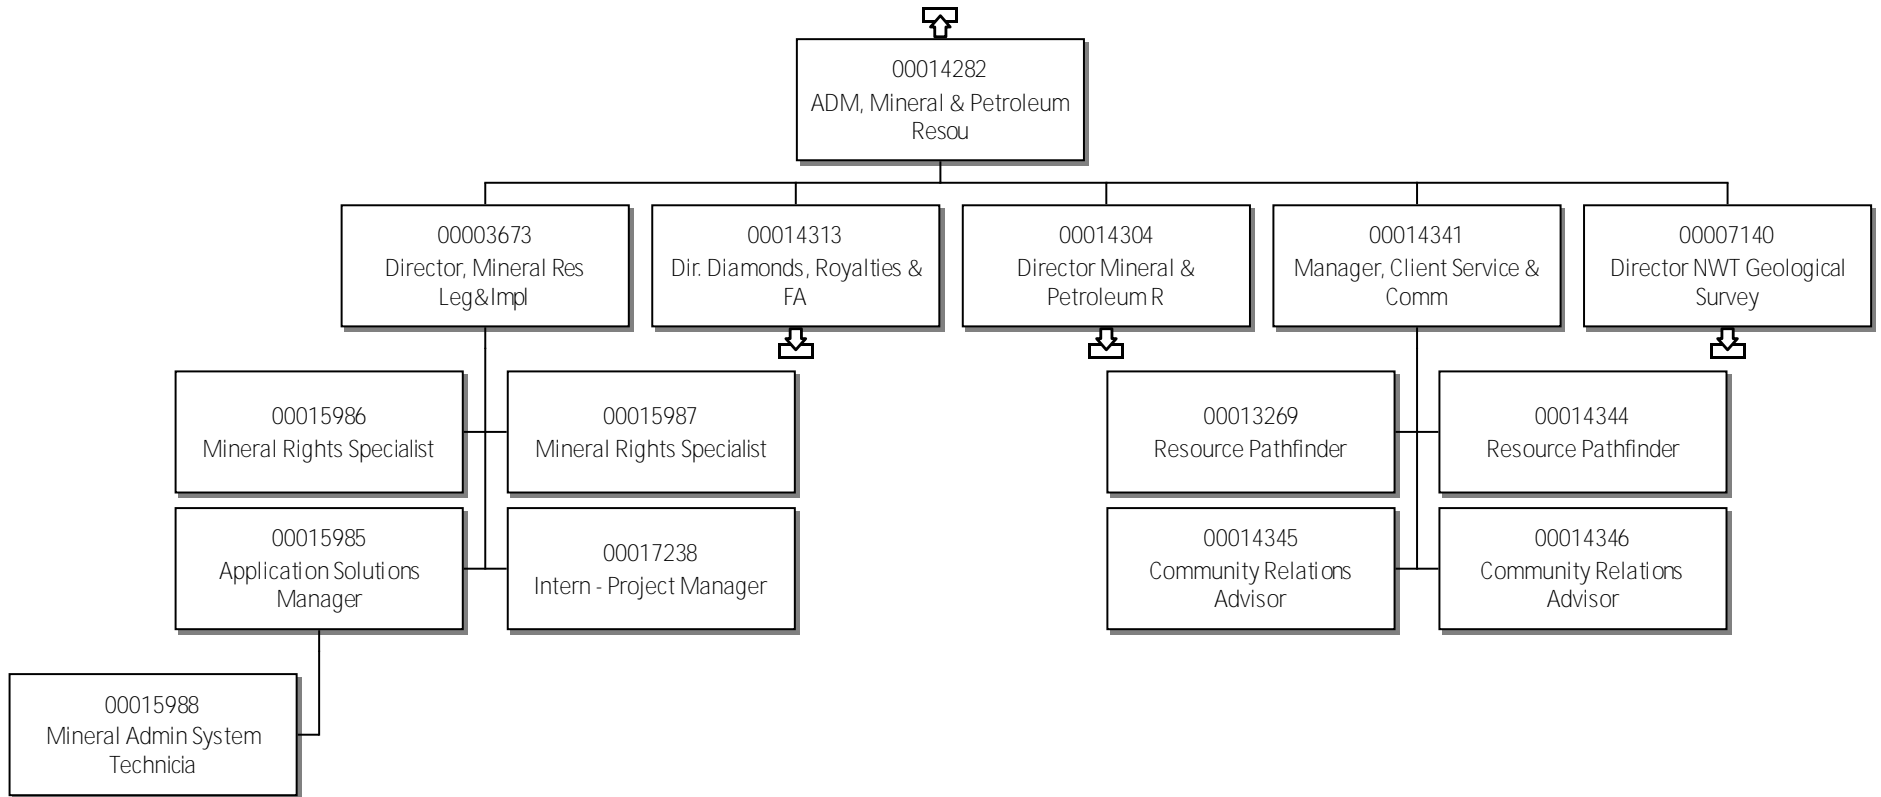 00014282
ADM, Mineral & Petroleum
Resou
00003673
Director, Mineral Res
Leg&Impl
00014313
Dir. Diamonds, Royalties &
FA
00014304
Director Mineral &
Petroleum R
00014341
Manager, Client Service &
Comm
00007140
Director NWT Geological
Survey
00015986
Mineral Rights Specialist
00015987
Mineral Rights Specialist
00013269
Resource Pathfinder
00014344
Resource Pathfinder
00015985
Application Solutions
Manager
00017238
Intern - Project Manager
00014345
Community Relations
Advisor
00014346
Community Relations
Advisor
00015988
Mineral Admin System
Technicia